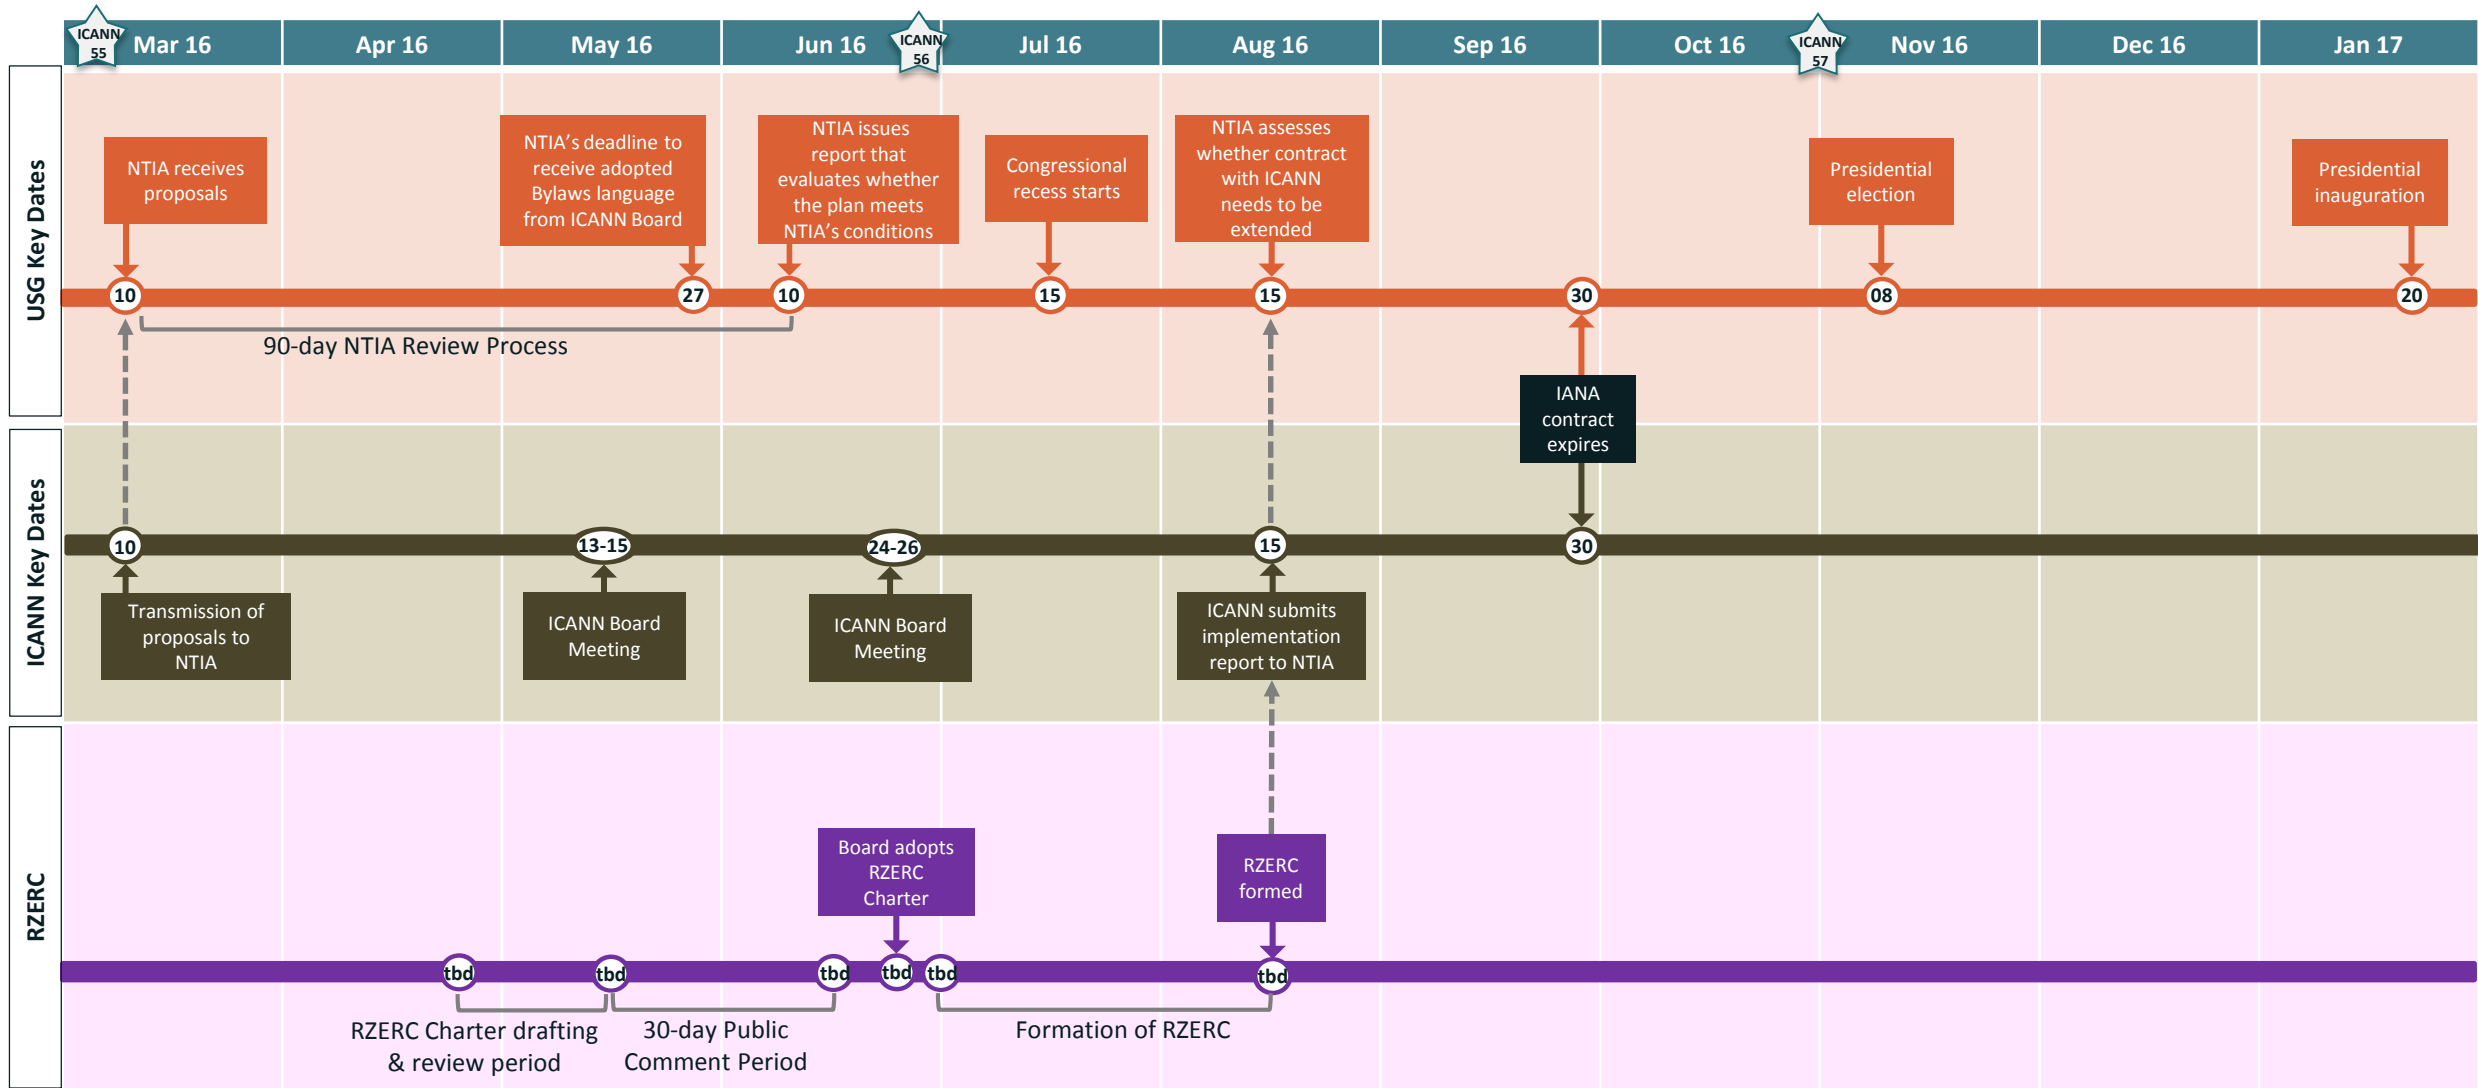 ICANN
55
Mar 16
Apr 16
May 16
Jun 16
ICANN
56
Jul 16
Aug 16
Sep 16
Oct 16
ICANN
57
Nov 16
Dec 16
Jan 17
USG Key Dates
NTIA receives
proposals
NTIA’s deadline to
receive adopted
Bylaws language
from ICANN Board
NTIA issues
report that
evaluates whether
the plan meets
NTIA’s conditions
Congressional
recess starts
NTIA assesses
whether contract
with ICANN
needs to be
extended
Presidential
election
Presidential
inauguration
10
27
10
15
15
30
08
20
90-day NTIA Review Process
IANA
contract
expires
ICANN Key Dates
10
13-15
24-26
15
30
Transmission of
proposals to
NTIA
ICANN Board
Meeting
ICANN Board
Meeting
ICANN submits
implementation
report to NTIA
RZERC
Board adopts
RZERC
Charter
RZERC
formed
tbd
tbd
tbd
tbd
tbd
tbd
RZERC Charter drafting
& review period
30-day Public
Comment Period
Formation of RZERC